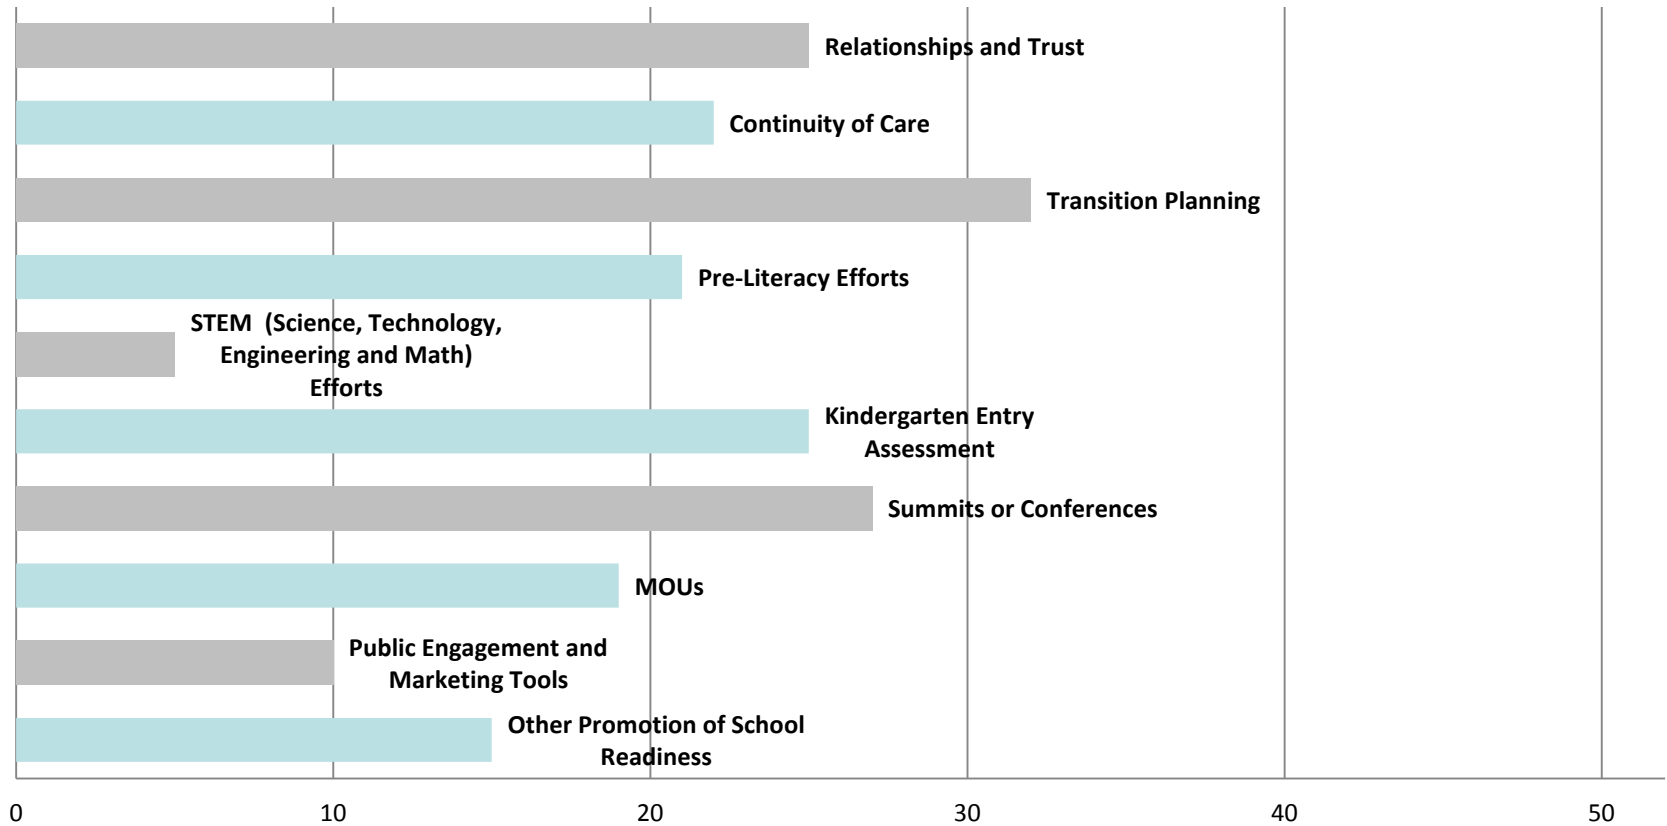 Relationships and Trust
Continuity of Care
Transition Planning
Pre-Literacy Efforts
STEM  (Science, Technology,
Engineering and Math)
Efforts
Kindergarten Entry
Assessment
Summits or Conferences
MOUs
Public Engagement and
Marketing Tools
Other Promotion of School
Readiness
0 10 20 30 40 50